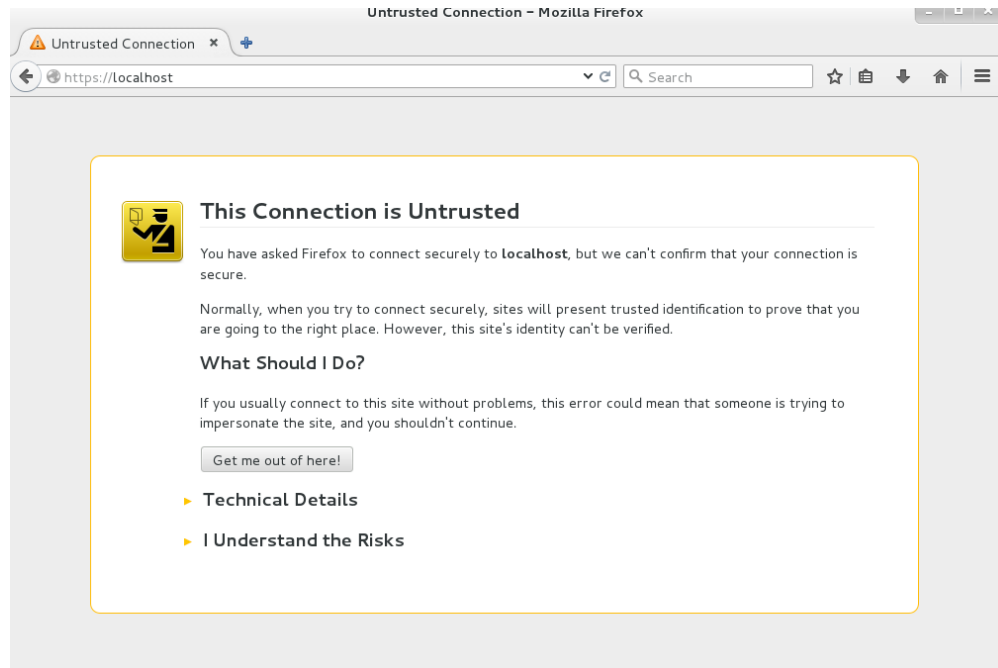 Untrusted Connection - Mozilla Firefox
Untrusted Connection
https://localhost
Search
This Connection is Untrusted
You have asked Firefox to connect securely to localhost, but we can't confirm that your connection is
secure.
Normally, when you try to connect securely, sites will present trusted identification to prove that you
are going to the right place. However, this site's identity can't be verified.
What Should I Do?
If you usually connect to this site without problems, this error could mean that someone is trying to
impersonate the site, and you shouldn't continue.
Get me out of here!
Technical Details
I Understand the Risks